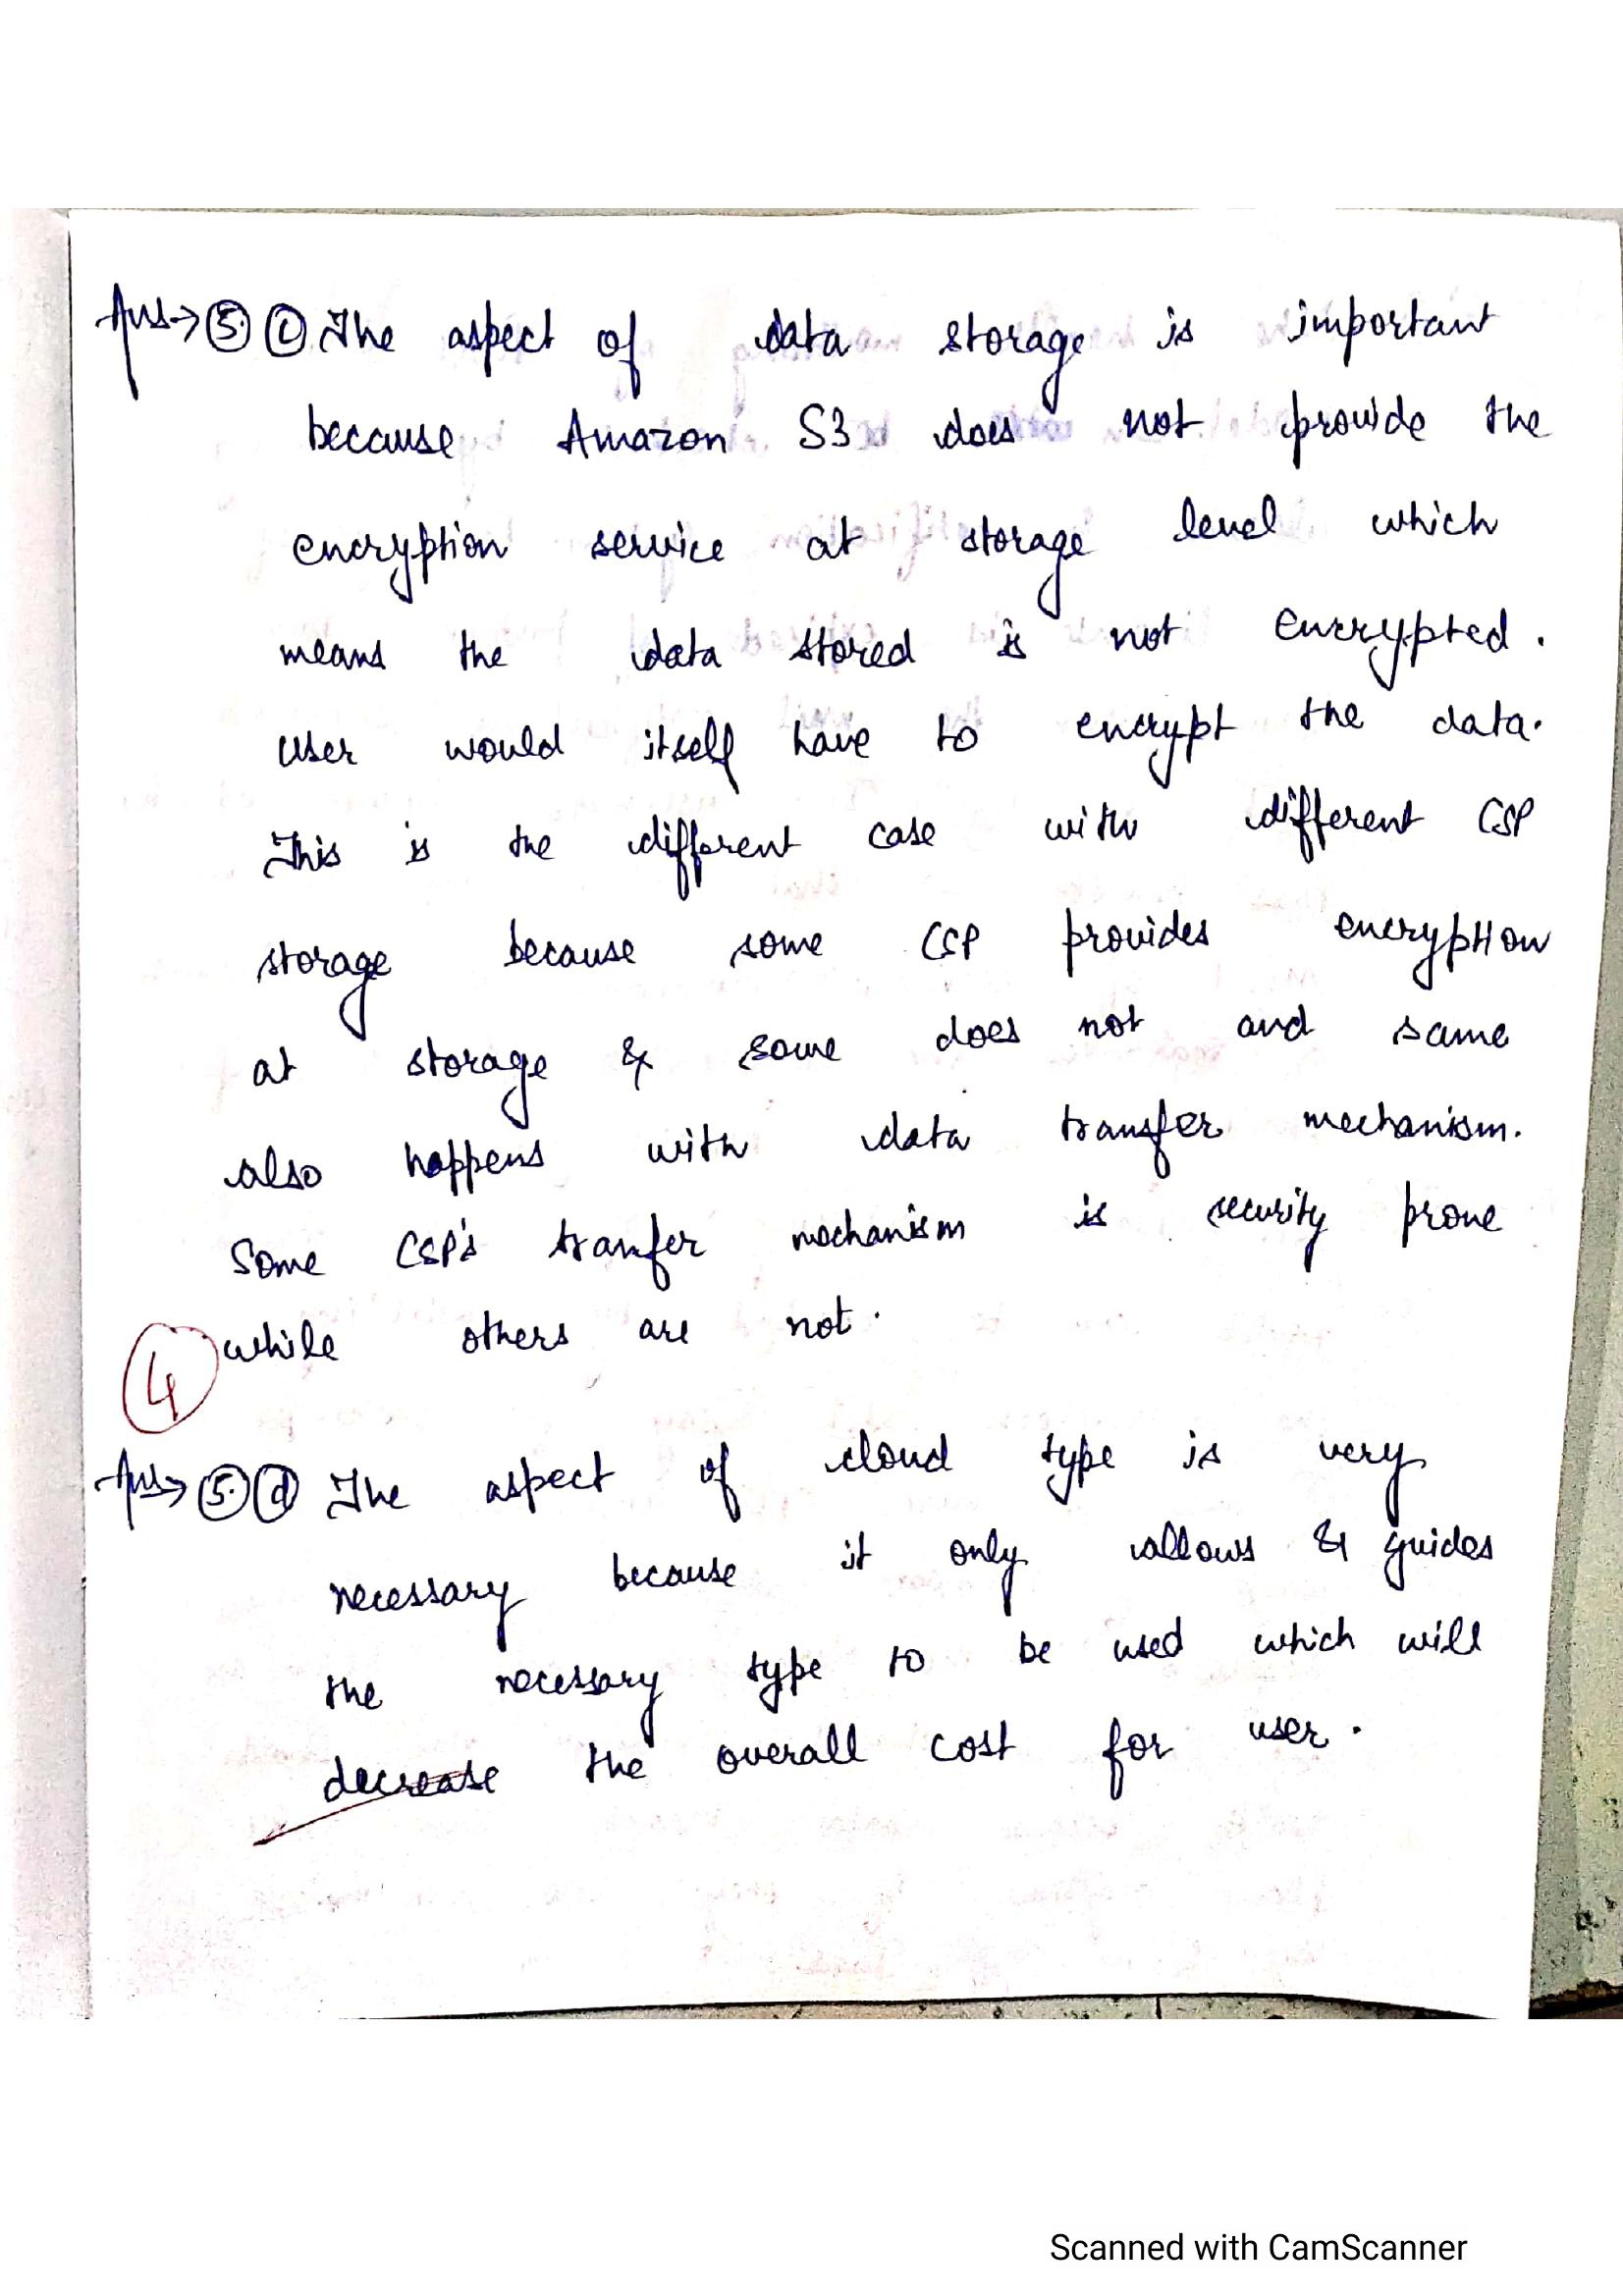 Ans→ 5. c The aspect of data storage is important
because Amazon S3 does not provide the
encryption service at storage level which
means the data stored is not encrypted.
User would itself have to encrypt the data.
This is the different case with different CSP
storage because some CSP provides encryption
at storage & some does not and same
also happens with data transfer mechanism.
Some CSP's tranfer mechanism is security prone
while others are not.
4
Ans→ 5. d The aspect of cloud type is very
necessary because it only allows & guides
the necessary type to be used which will
decrease the overall cost for user.
Scanned with CamScanner